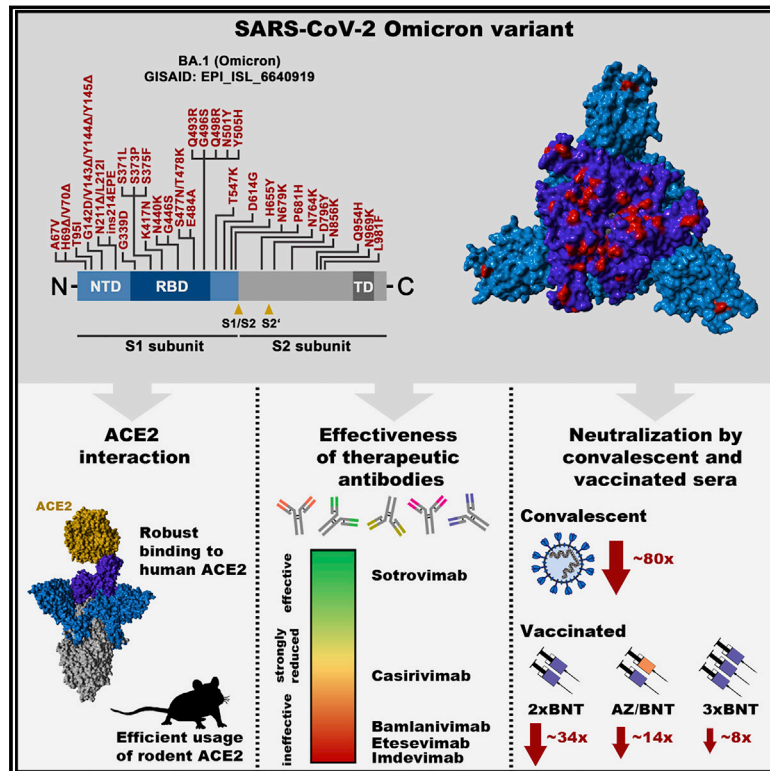 SARS-CoV-2 Omicron variant
BA.1 (Omicron)
GISAID: EPI_ISL_6640919
A67V
H69Δ/V70Δ
T95I
G142D/V143Δ/Y144Δ/Y145Δ
N211Δ/L212I
ins214EPE
G339D
S371L
S373P
S375F
K417N
N440K
G446S
S477N/T478K
E484A
Q493R
G496S
Q498R
N501Y
Y505H
T547K
D614G
H655Y
N679K
P681H
N764K
D796Y
N856K
Q954H
N969K
L981F
N NTD RBD TD C
S1/S2 S2'
S1 subunit S2 subunit
ACE2
interaction
ACE2
Robust
binding to
human ACE2
Efficient usage
of rodent ACE2
Effectiveness
of therapeutic
antibodies
effective
strongly
reduced
ineffective
Sotrovimab
Casirivimab
Bamlanivimab
Etesevimab
Imdevimab
Neutralization by
convalescent and
vaccinated sera
Convalescent
~80x
Vaccinated
2xBNT AZ/BNT 3xBNT
~34x ~14x ~8x